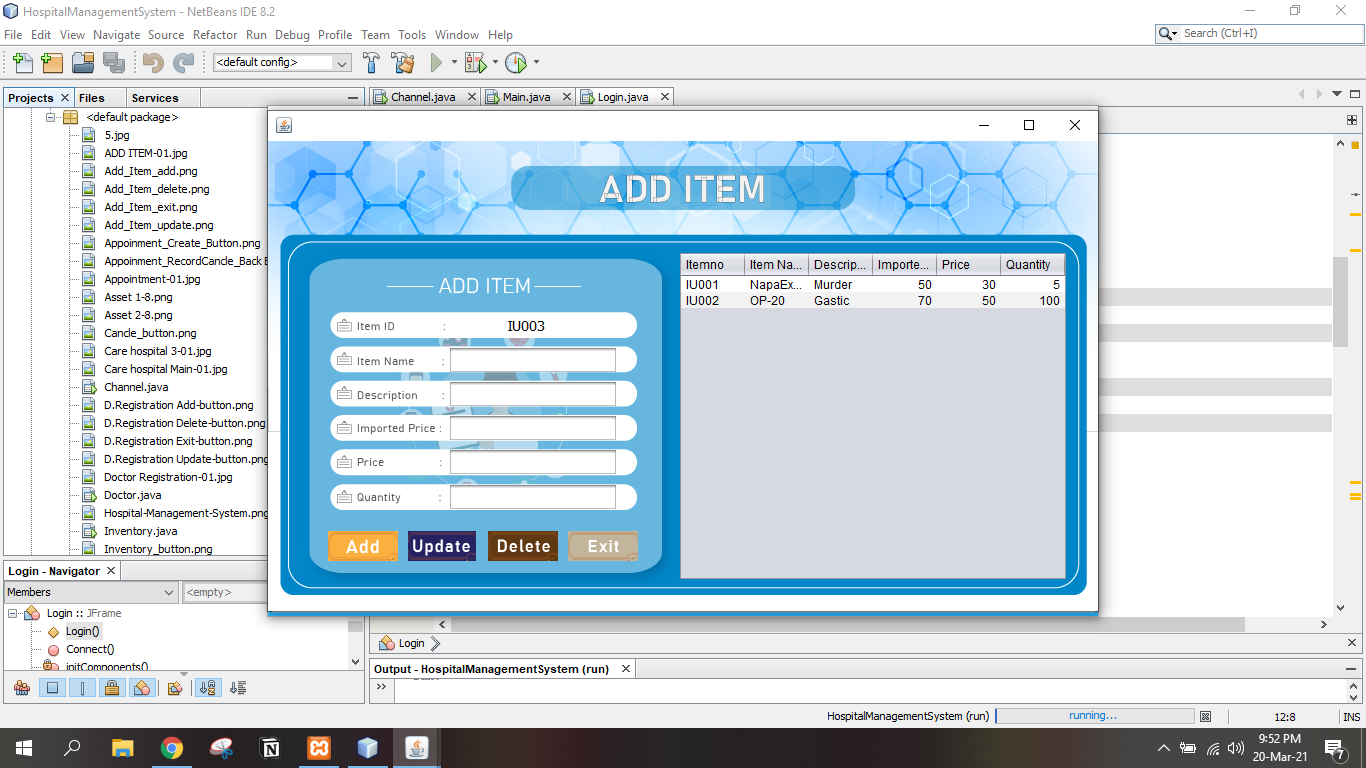 HospitalManagementSystem - NetBeans IDE 8.2
File Edit View Navigate Source Refactor Run Debug Profile Team Tools Window Help
Search (Ctrl+I)
<default config>
Projects Files Services
Channel.java Main.java Login.java
<default package>
5.jpg
ADD ITEM-01.jpg
Add_Item_add.png
Add_Item_delete.png
Add_Item_exit.png
Add_Item_update.png
Appoinment_Create_Button.png
Appoinment_RecordCancle_Back
Appointment-01.jpg
Asset 1-8.png
Asset 2-8.png
Cancle_button.png
Care hospital 3-01.jpg
Care hospital Main-01.jpg
Channel.java
D.Registration Add-button.png
D.Registration Delete-button.png
D.Registration Exit-button.png
D.Registration Update-button.png
Doctor Registration-01.jpg
Doctor.java
Hospital-Management-System.png
Inventory.java
Inventory_button.png
ADD ITEM
ADD ITEM
Item ID : IU003
Item Name :
Description :
Imported Price :
Price :
Quantity :
Add Update Delete Exit
Itemno Item Na... Descrip... Importe... Price Quantity
IU001 NapaEx... Murder 50 30 5
IU002 OP-20 Gastic 70 50 100
Login - Navigator
Members <empty>
Login :: JFrame
Login()
Connect()
initComponents()
Login
Output - HospitalManagementSystem (run)
HospitalManagementSystem (run) running... 12:8 INS
9:52 PM
20-Mar-21
7